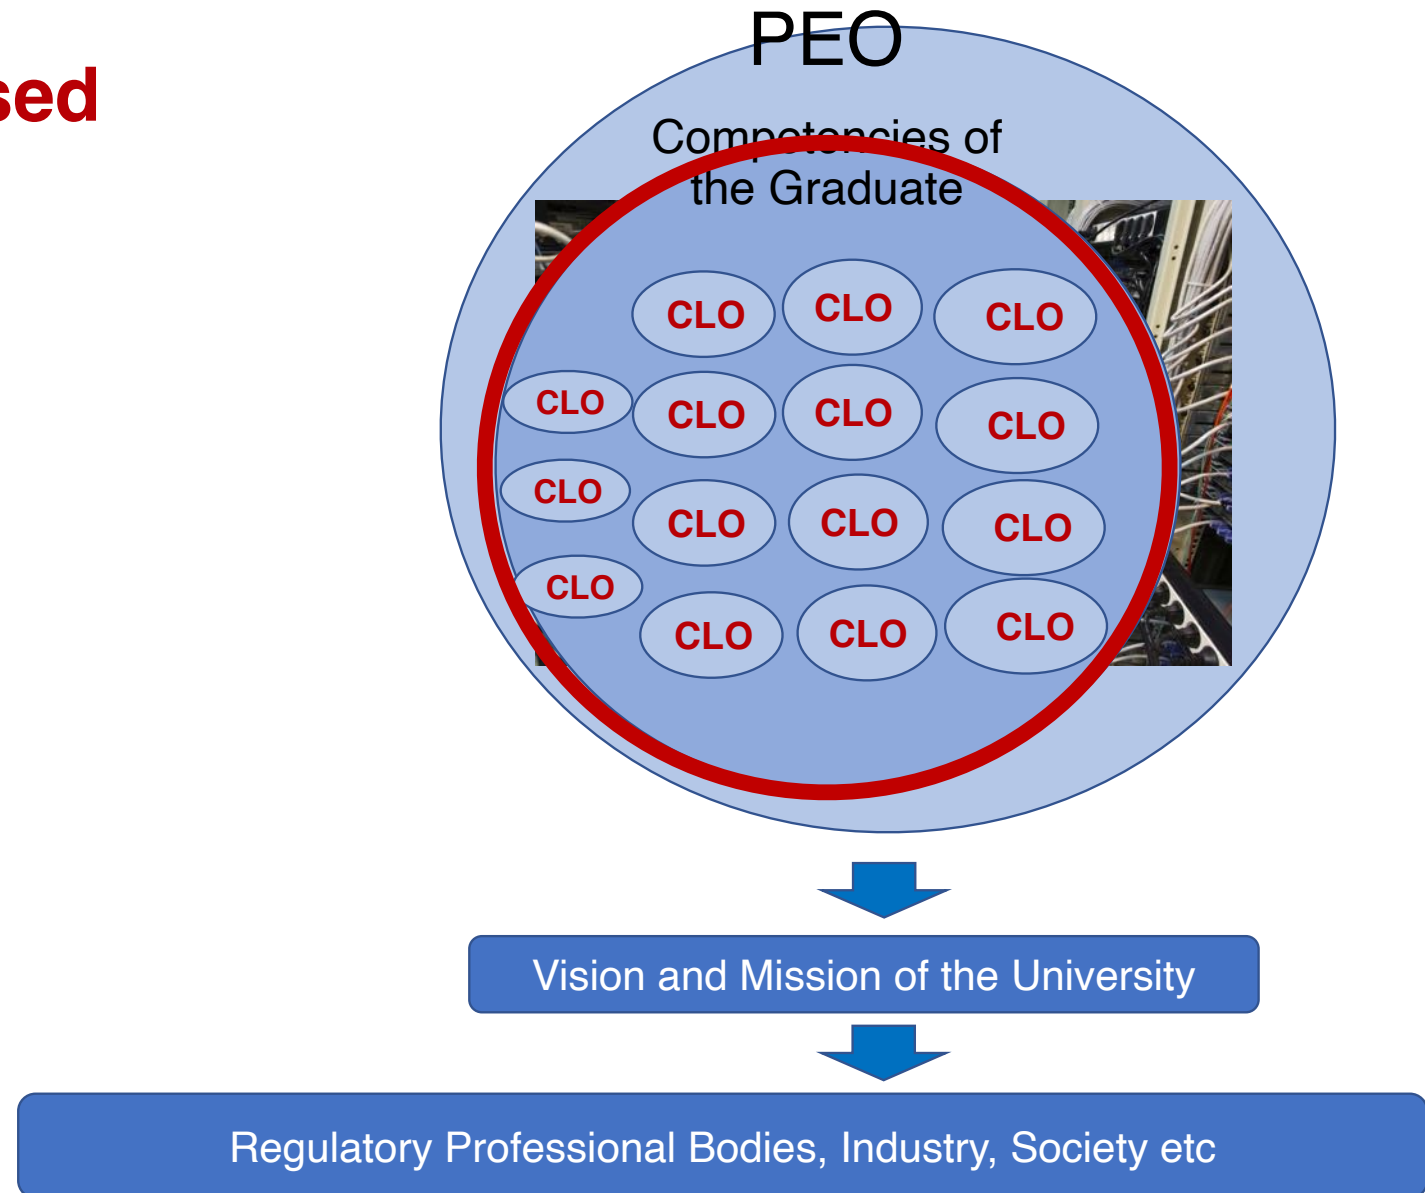 PEO
sed
Competencies of
the Graduate
CLO CLO CLO
CLO CLO CLO CLO
CLO CLO CLO CLO
CLO CLO CLO CLO
Vision and Mission of the University
Regulatory Professional Bodies, Industry, Society etc